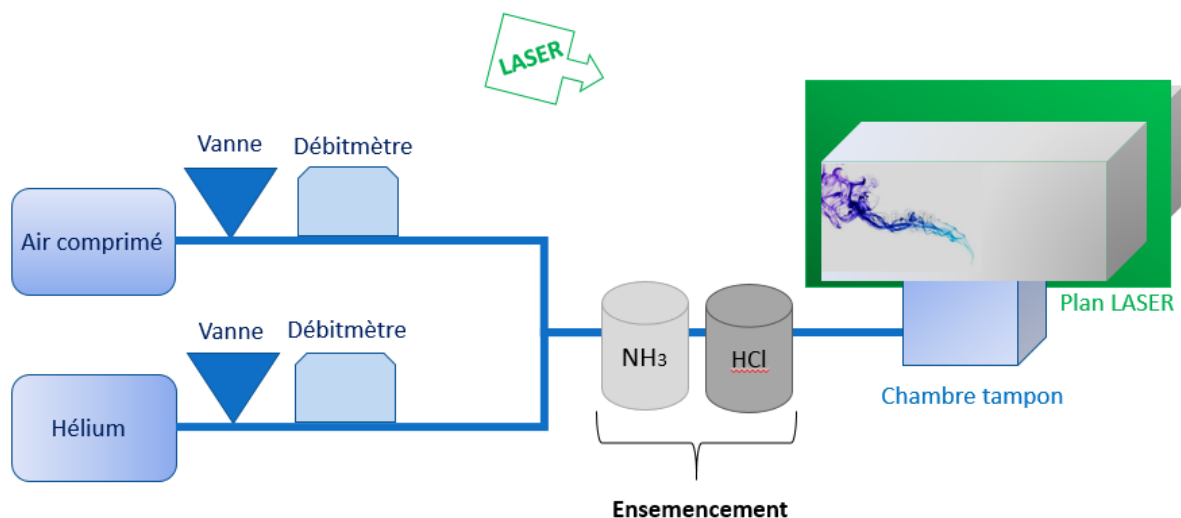 LASER
Vanne
Débitmètre
Air comprimé
Vanne
Débitmètre
Hélium
NH₃
HCl
Plan LASER
Chambre tampon
Ensemencement